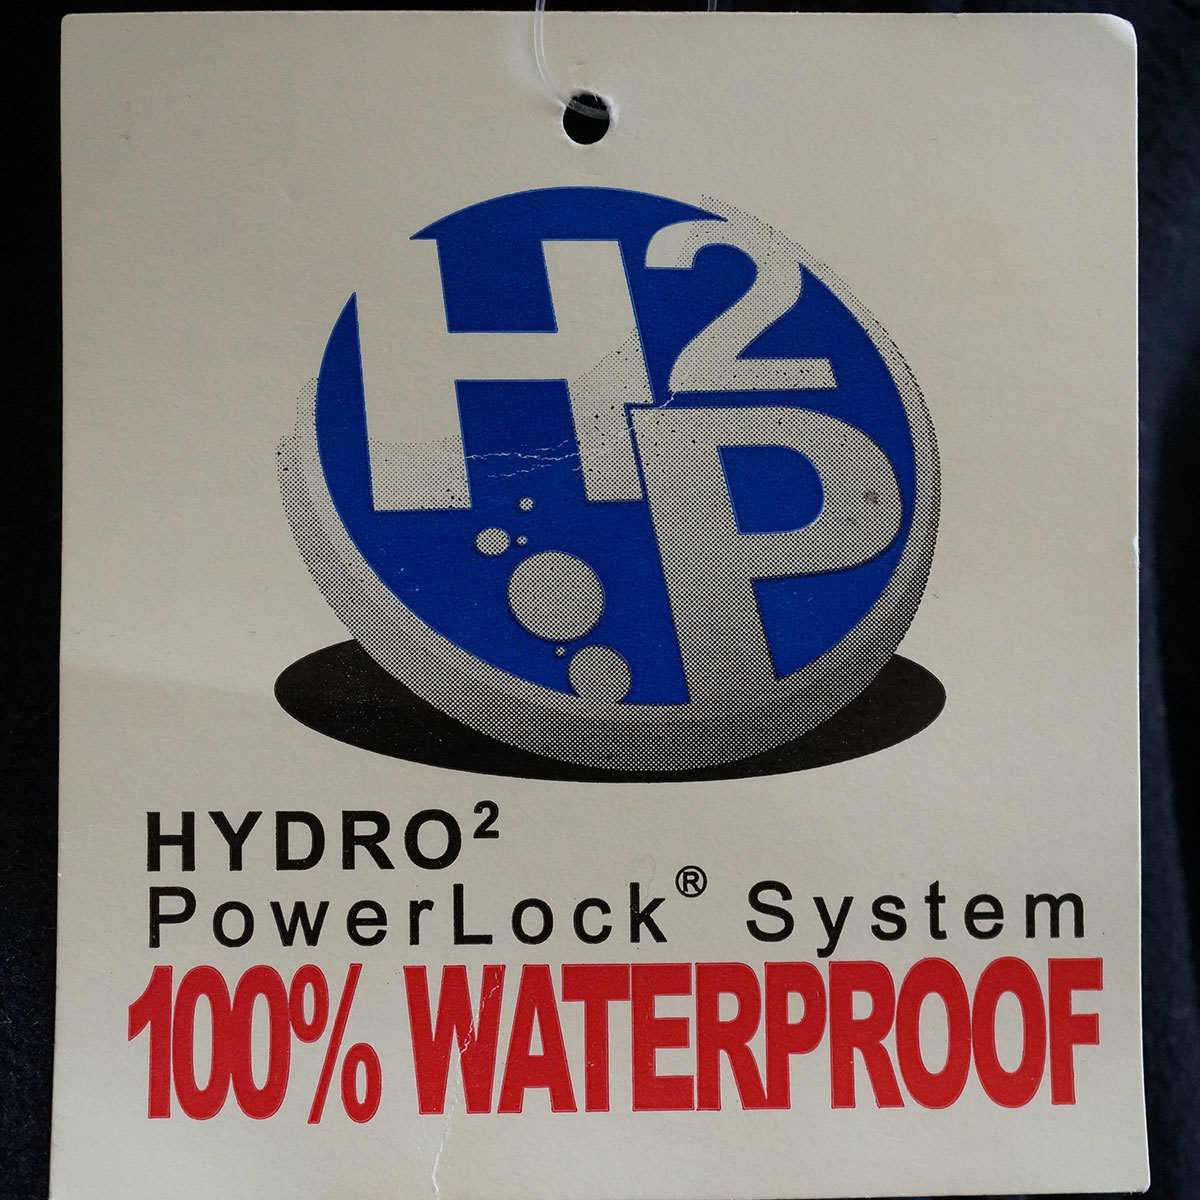 H²P
HYDRO²
PowerLock® System
100% WATERPROOF